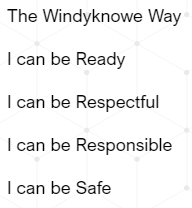 The Windyknowe Way
I can be Ready
I can be Respectful
I can be Responsible
I can be Safe